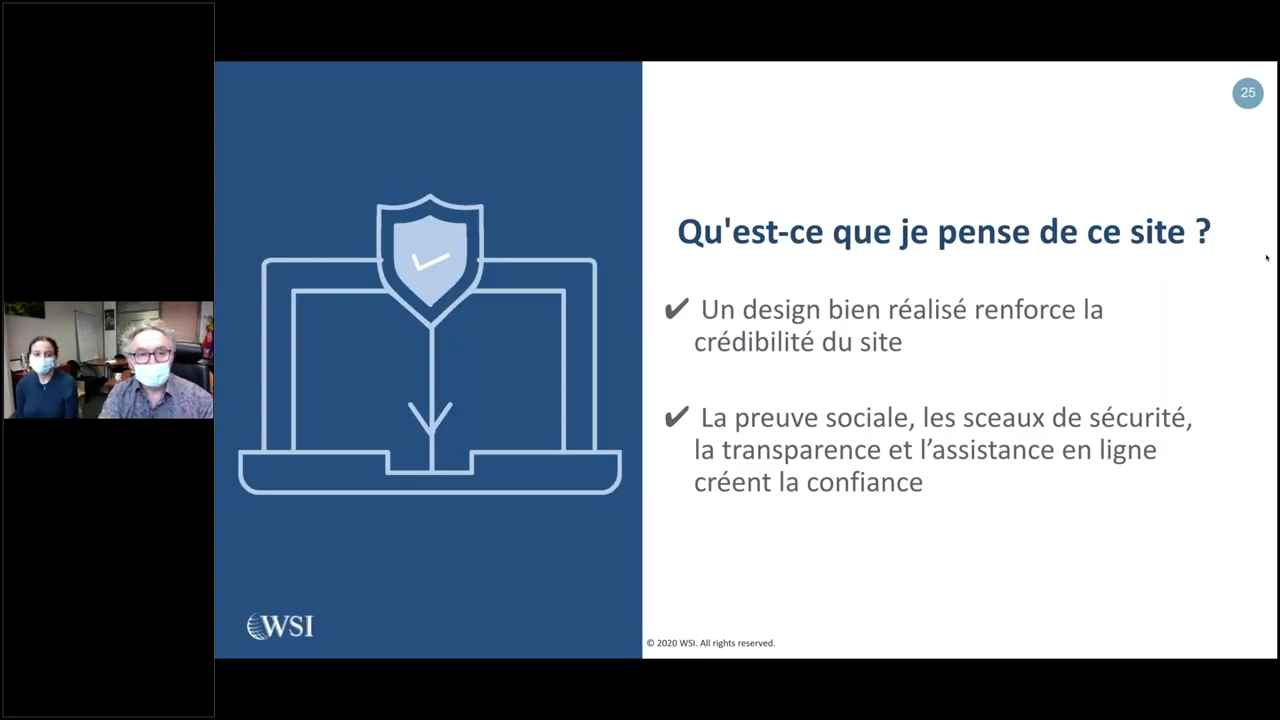 25
Qu'est-ce que je pense de ce site ?
✔ Un design bien réalisé renforce la
crédibilité du site
✔ La preuve sociale, les sceaux de sécurité,
la transparence et l’assistance en ligne
créent la confiance
WSI
© 2020 WSI. All rights reserved.